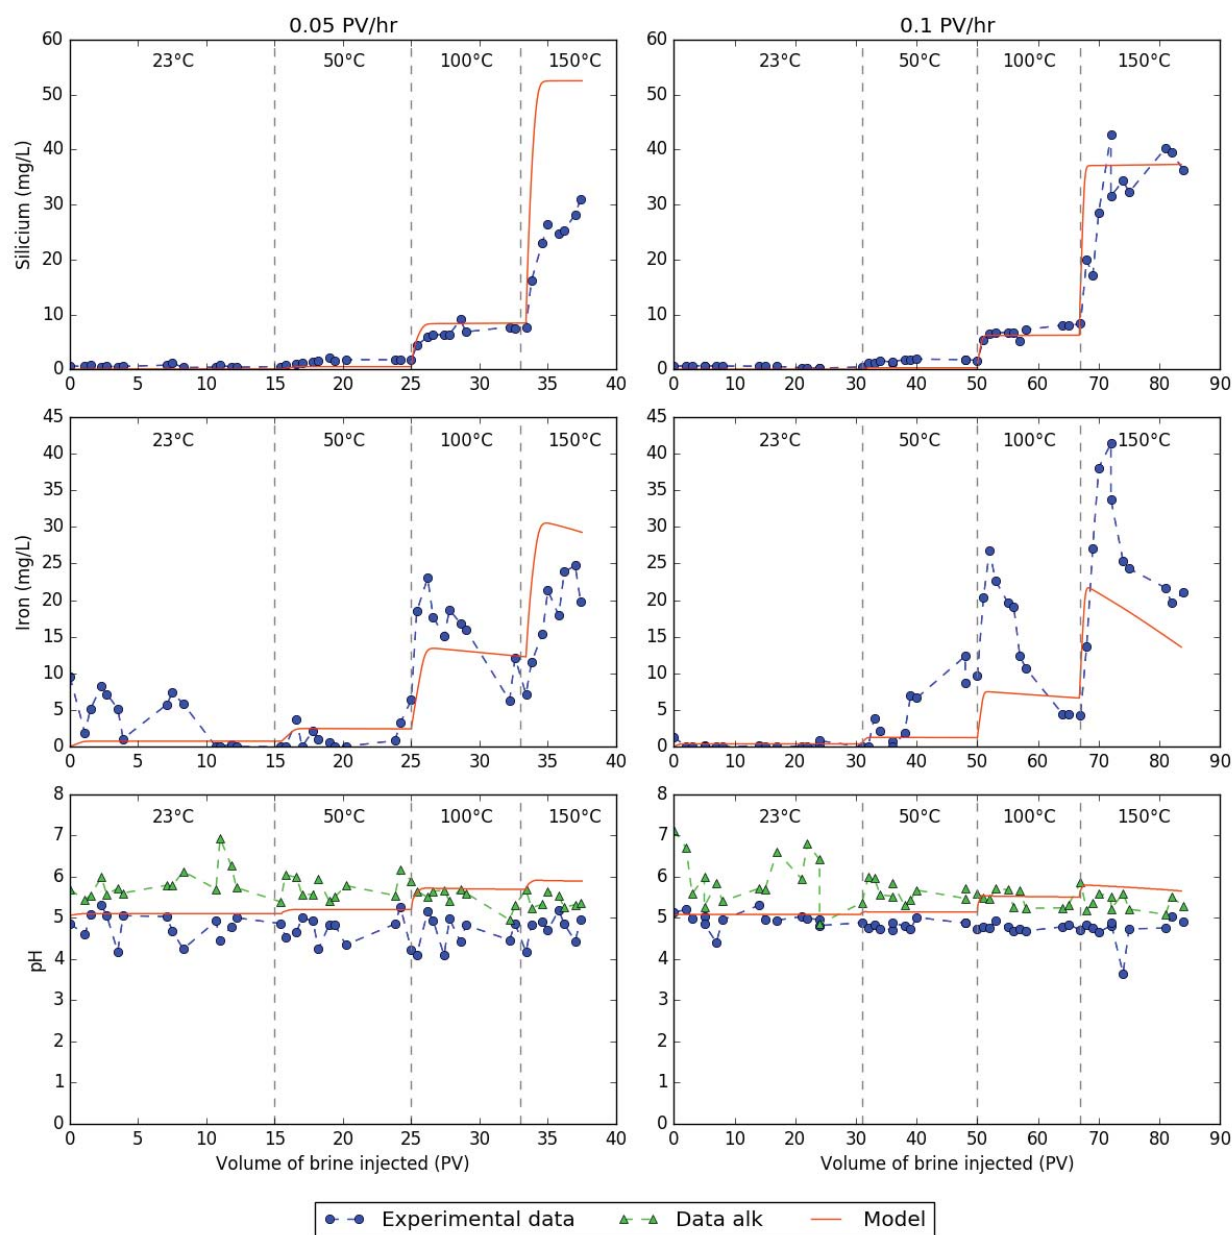 0.05 PV/hr 0.1 PV/hr
60 23°C 50°C 100°C 150°C 60 23°C 50°C 100°C 150°C
50 50
40 40
Silicium (mg/L)
30 30
20 20
10 10
0 0
0 5 10 15 20 25 30 35 40 0 10 20 30 40 50 60 70 80 90
45 23°C 50°C 100°C 150°C 45 23°C 50°C 100°C 150°C
40 40
35 35
30 30
Iron (mg/L)
25 25
20 20
15 15
10 10
5 5
0 0
0 5 10 15 20 25 30 35 40 0 10 20 30 40 50 60 70 80 90
8 23°C 50°C 100°C 150°C 8 23°C 50°C 100°C 150°C
7 7
6 6
5 5
pH
4 4
3 3
2 2
1 1
0 0
0 5 10 15 20 25 30 35 40 0 10 20 30 40 50 60 70 80 90
Volume of brine injected (PV) Volume of brine injected (PV)
Experimental data Data alk Model